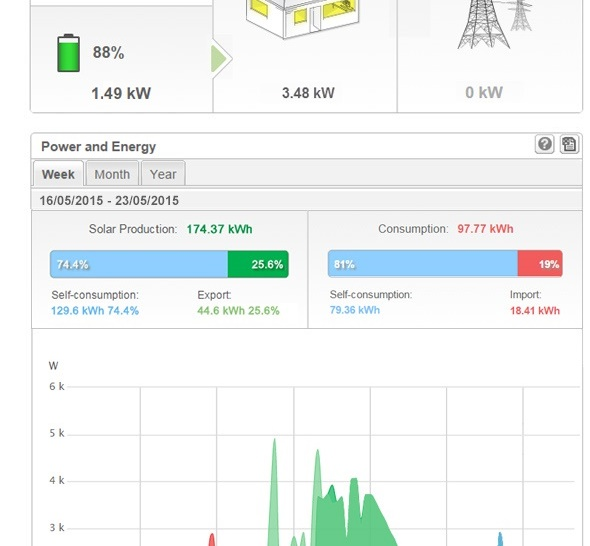 88%
1.49 kW
3.48 kW
0 kW
Power and Energy
?
Week Month Year
16/05/2015 - 23/05/2015
Solar Production: 174.37 kWh
Consumption: 97.77 kWh
74.4% 25.6%
81% 19%
Self-consumption: Export:
129.6 kWh 74.4% 44.6 kWh 25.6%
Self-consumption: Import:
79.36 kWh 18.41 kWh
W
6 k
5 k
4 k
3 k